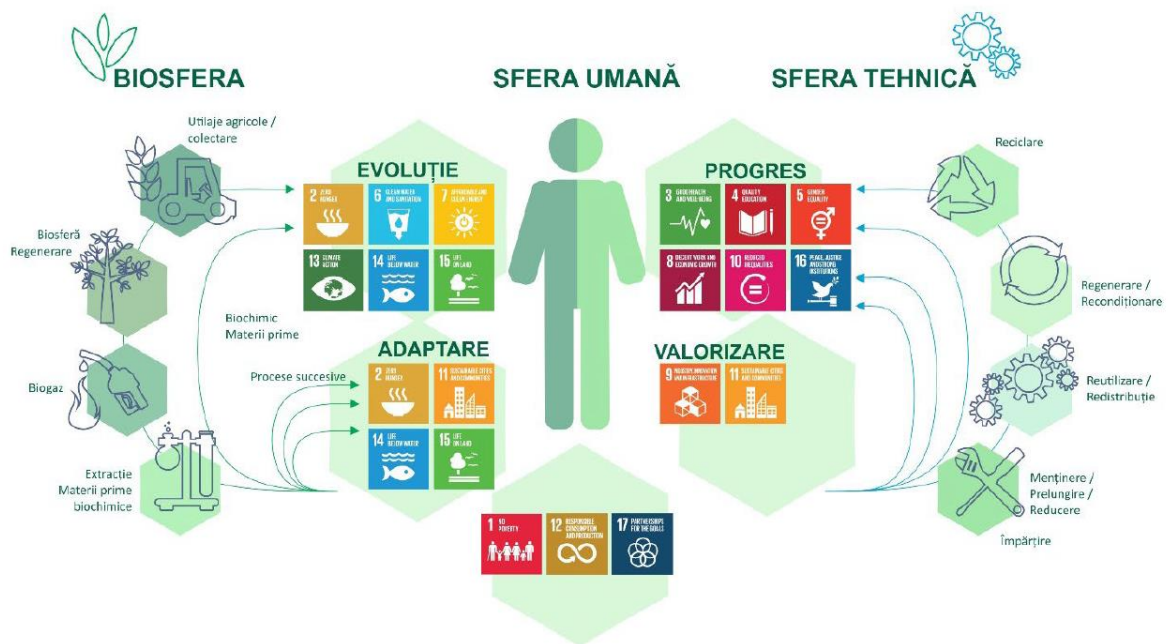 BIOSFERA
SFERA UMANĂ
SFERA TEHNICĂ
Utilaje agricole /
colectare
Biosferă
Regenerare
Biogaz
Extracție
Materii prime
biochimice
Biochimic
Materii prime
Procese succesive
EVOLUȚIE
2 ZERO
HUNGER
6 CLEAN WATER
AND SANITATION
7 AFFORDABLE AND
CLEAN ENERGY
13 CLIMATE
ACTION
14 LIFE
BELOW WATER
15 LIFE
ON LAND
ADAPTARE
2 ZERO
HUNGER
11 SUSTAINABLE CITIES
AND COMMUNITIES
14 LIFE
BELOW WATER
15 LIFE
ON LAND
PROGRES
3 GOOD HEALTH
AND WELL-BEING
4 QUALITY
EDUCATION
5 GENDER
EQUALITY
8 DECENT WORK AND
ECONOMIC GROWTH
10 REDUCED
INEQUALITIES
16 PEACE, JUSTICE
AND STRONG
INSTITUTIONS
VALORIZARE
9 INDUSTRY, INNOVATION
AND INFRASTRUCTURE
11 SUSTAINABLE CITIES
AND COMMUNITIES
1 NO
POVERTY
12 RESPONSIBLE
CONSUMPTION
AND PRODUCTION
17 PARTNERSHIPS
FOR THE GOALS
Reciclare
Regenerare /
Recondiționare
Reutilizare /
Redistribuție
Menținere /
Prelungire /
Reducere
Împărțire